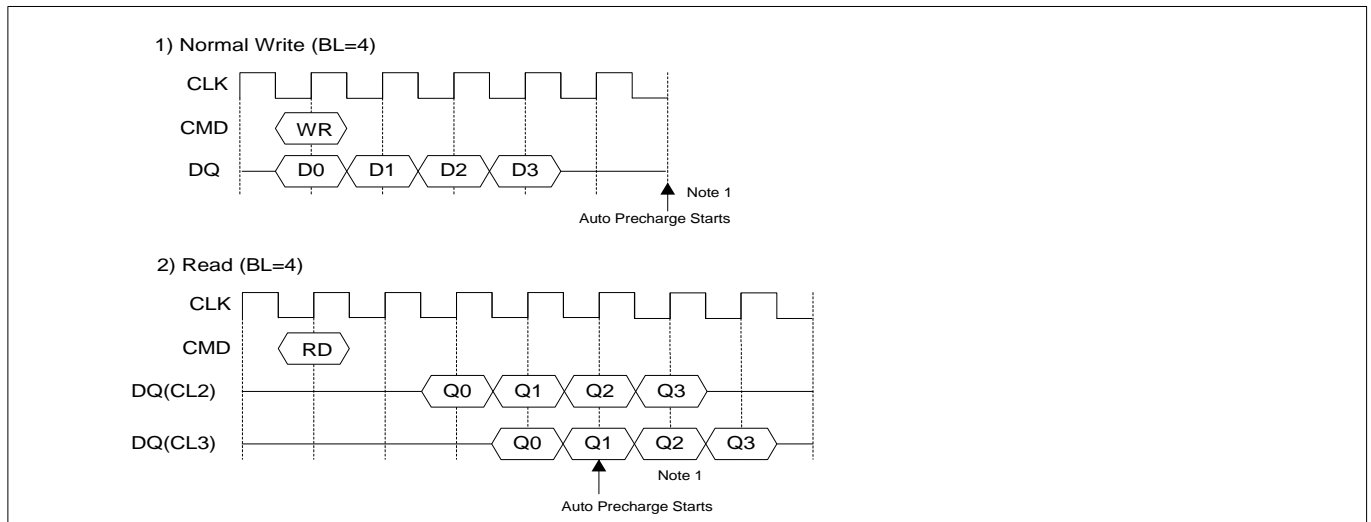 1) Normal Write (BL=4)
CLK
CMD WR
DQ D0 D1 D2 D3
Note 1
Auto Precharge Starts
2) Read (BL=4)
CLK
CMD RD
DQ(CL2) Q0 Q1 Q2 Q3
DQ(CL3) Q0 Q1 Q2 Q3
Note 1
Auto Precharge Starts